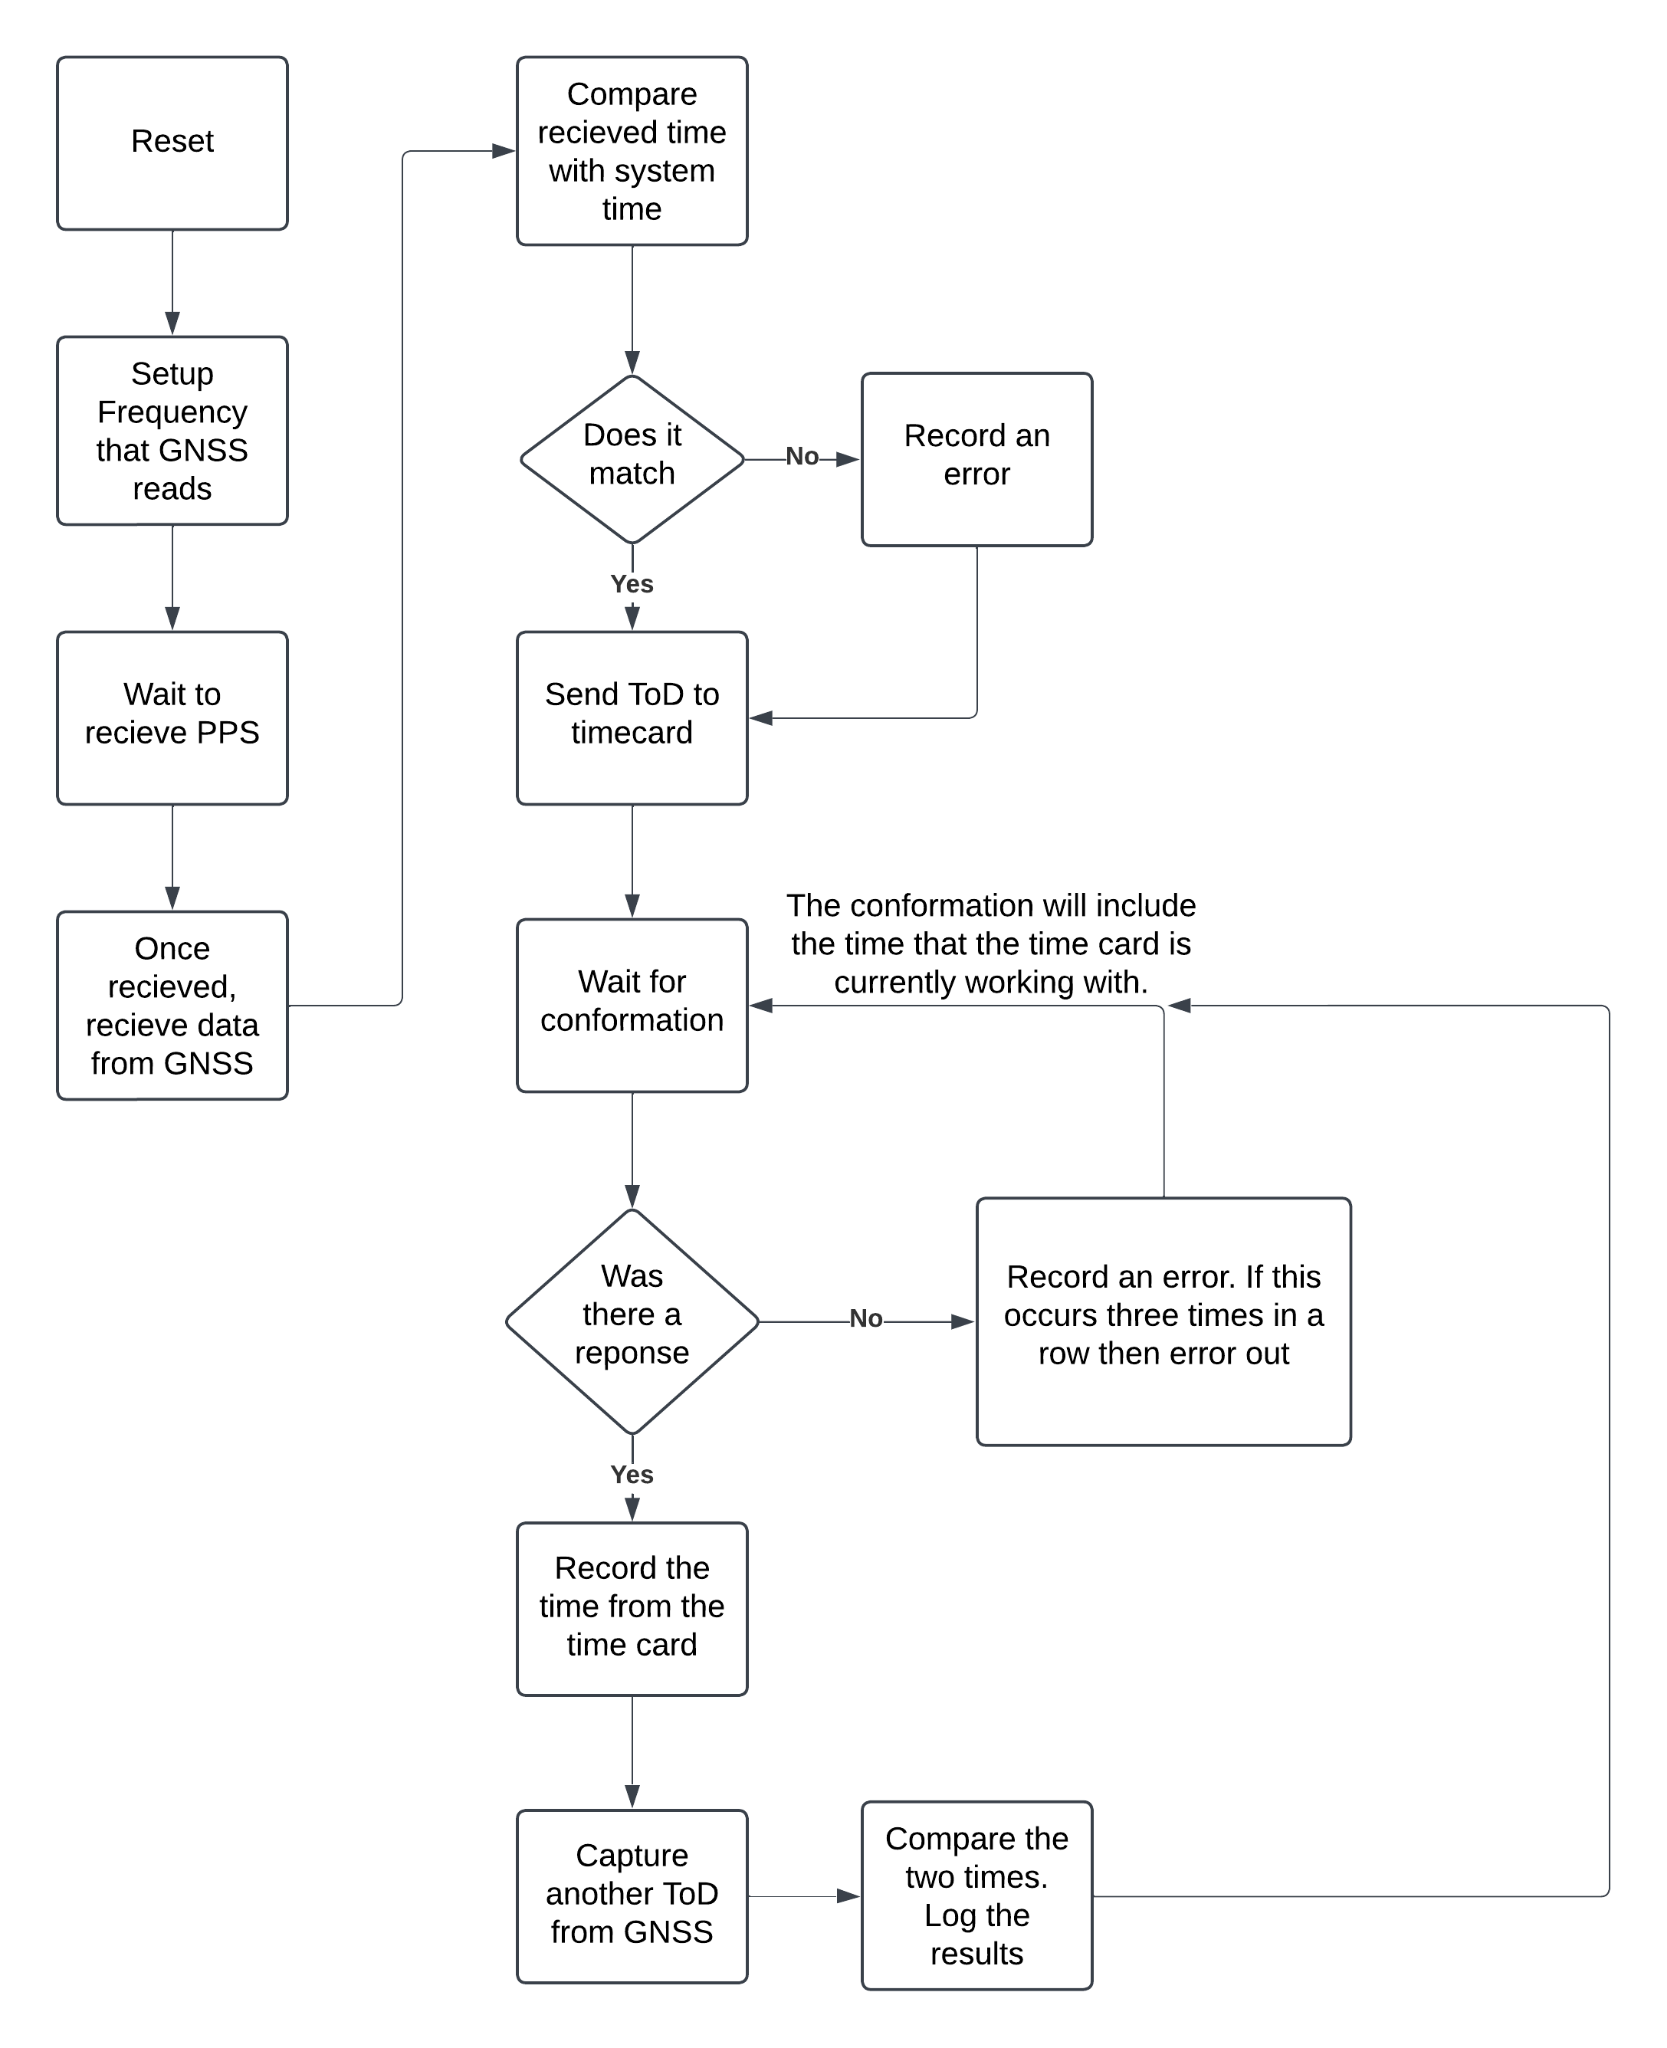 Reset
Setup
Frequency
that GNSS
reads
Wait to
recieve PPS
Once
recieved,
recieve data
from GNSS
Compare
recieved time
with system
time
Does it
match
No
Record an
error
Yes
Send ToD to
timecard
The conformation will include
the time that the time card is
currently working with.
Wait for
conformation
Was
there a
reponse
No
Record an error. If this
occurs three times in a
row then error out
Yes
Record the
time from the
time card
Capture
another ToD
from GNSS
Compare the
two times.
Log the
results